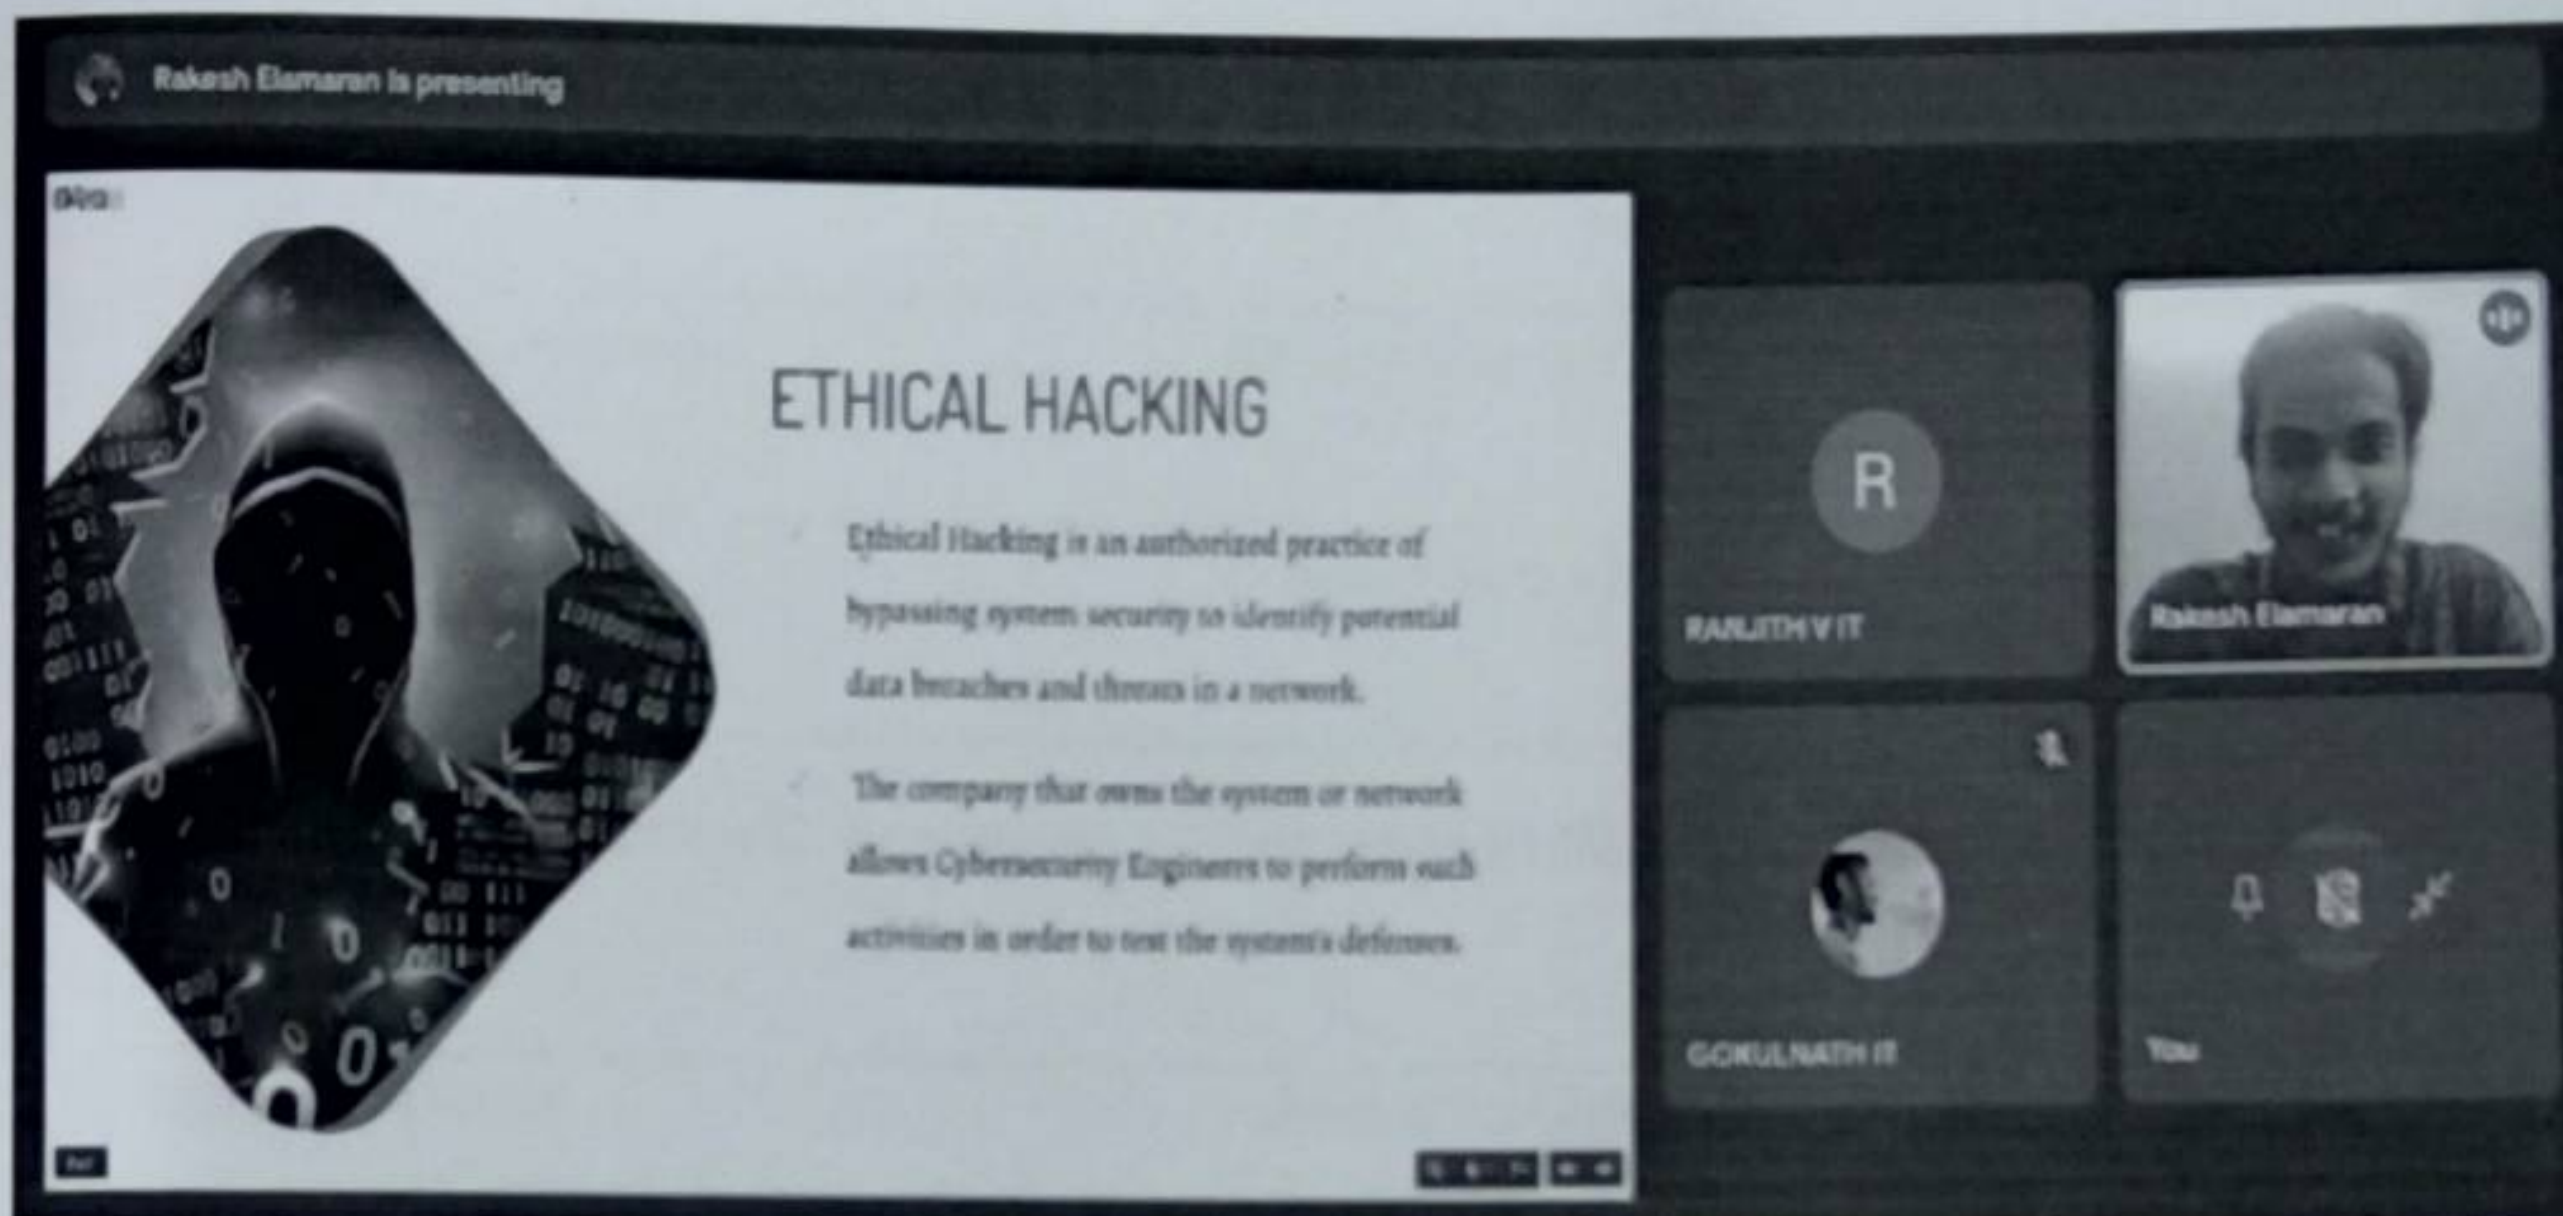 Rakesh Elamaran is presenting
ETHICAL HACKING
Ethical Hacking is an authorized practice of
bypassing system security to identify potential
data breaches and threats in a network.
The company that owns the system or network
allows Cybersecurity Engineers to perform such
activities in order to test the system's defenses.
R
RANJITH V IT
Rakesh Elamaran
GOKULNATH IT
You